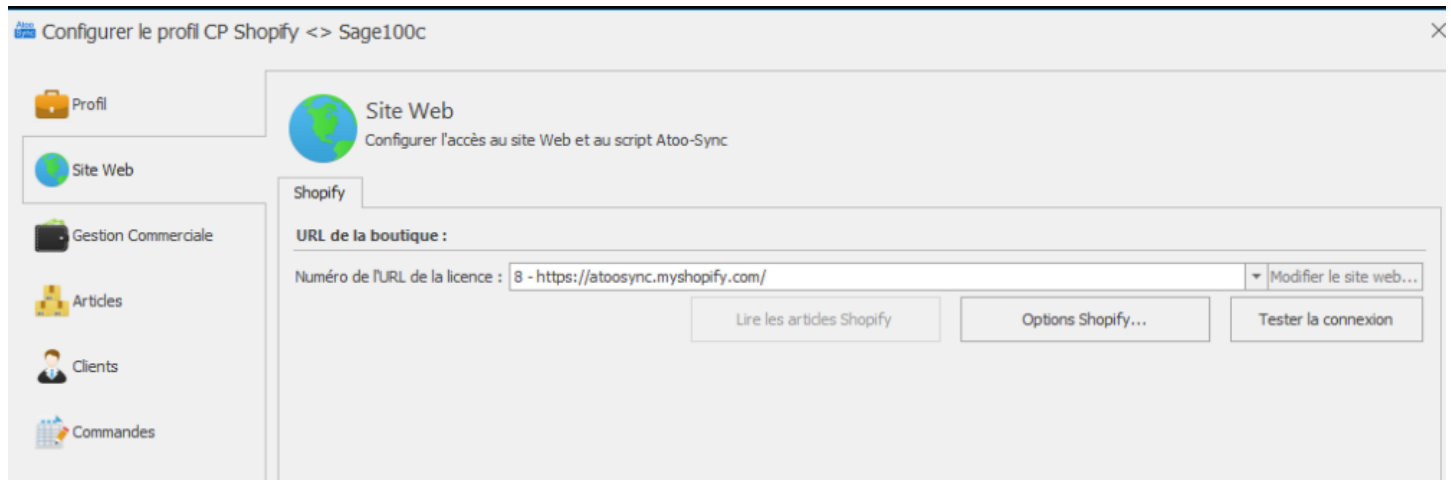 Atoo
Sync
Configurer le profil CP Shopify <> Sage100c
Profil
Site Web
Gestion Commerciale
Articles
Clients
Commandes
Site Web
Configurer l'accès au site Web et au script Atoo-Sync
Shopify
URL de la boutique :
Numéro de l'URL de la licence : 8 - https://atoosync.myshopify.com/ Modifier le site web...
Lire les articles Shopify Options Shopify... Tester la connexion